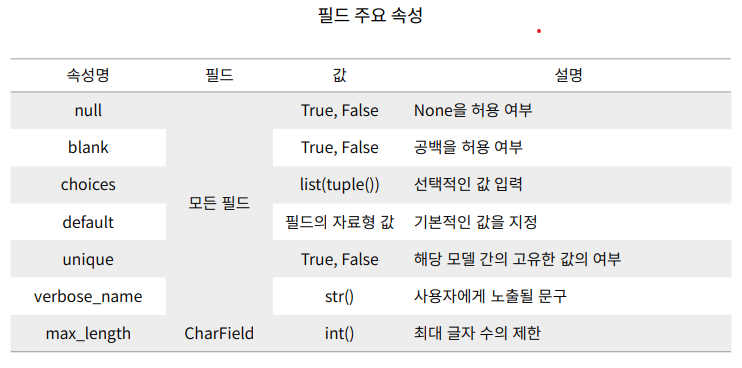 필드 주요 속성
속성명 필드 값 설명
null True, False None을 허용 여부
blank True, False 공백을 허용 여부
choices list(tuple()) 선택적인 값 입력
모든 필드
default 필드의 자료형 값 기본적인 값을 지정
unique True, False 해당 모델 간의 고유한 값의 여부
verbose_name str() 사용자에게 노출될 문구
max_length CharField int() 최대 글자 수의 제한